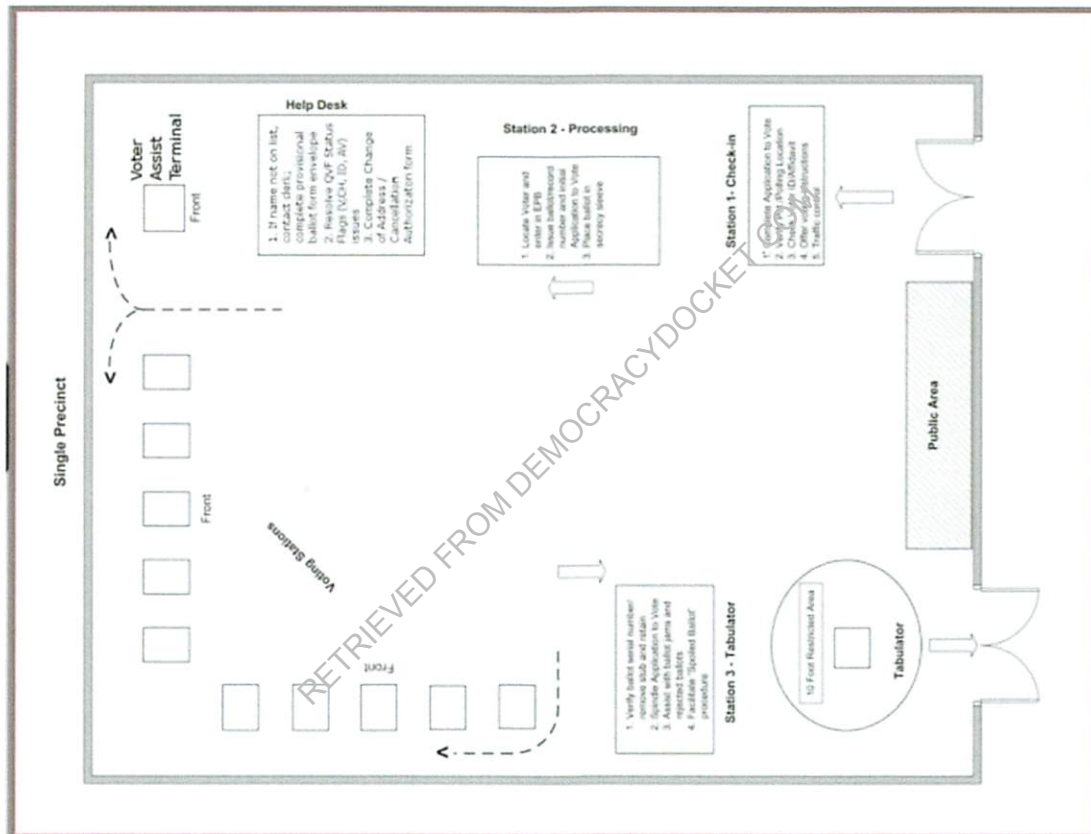 Single Precinct
Voter
Assist
Terminal
Front
Help Desk
1. If name not on list,
contact clerk;
complete provisional
ballot form envelope
2. Resolve QVF Status
Flags (V,CH, ID, AV)
issues
3. Complete Change
of Address /
Cancellation
Authorization form
Station 2 - Processing
1. Locate Voter and
enter in EPB
2. Issue ballot/record
number and initial
Application to Vote
3. Place ballot in
secrecy sleeve
Station 1- Check-in
1. Complete Application to Vote
2. Verify /Polling Location
3. Check ID/Affidavit
4. Offer voting instructions
5. Traffic control
Public Area
Front
Voting Stations
Front
Station 3 - Tabulator
1. Verify ballot serial number/
remove stub and retain
2. Spindle Application to Vote
3. Assist with ballot jams and
rejected ballots
4. Facilitate "Spoiled Ballot"
procedure
10 Foot Restricted Area
Tabulator
RETRIEVED FROM DEMOCRACYDOCKET